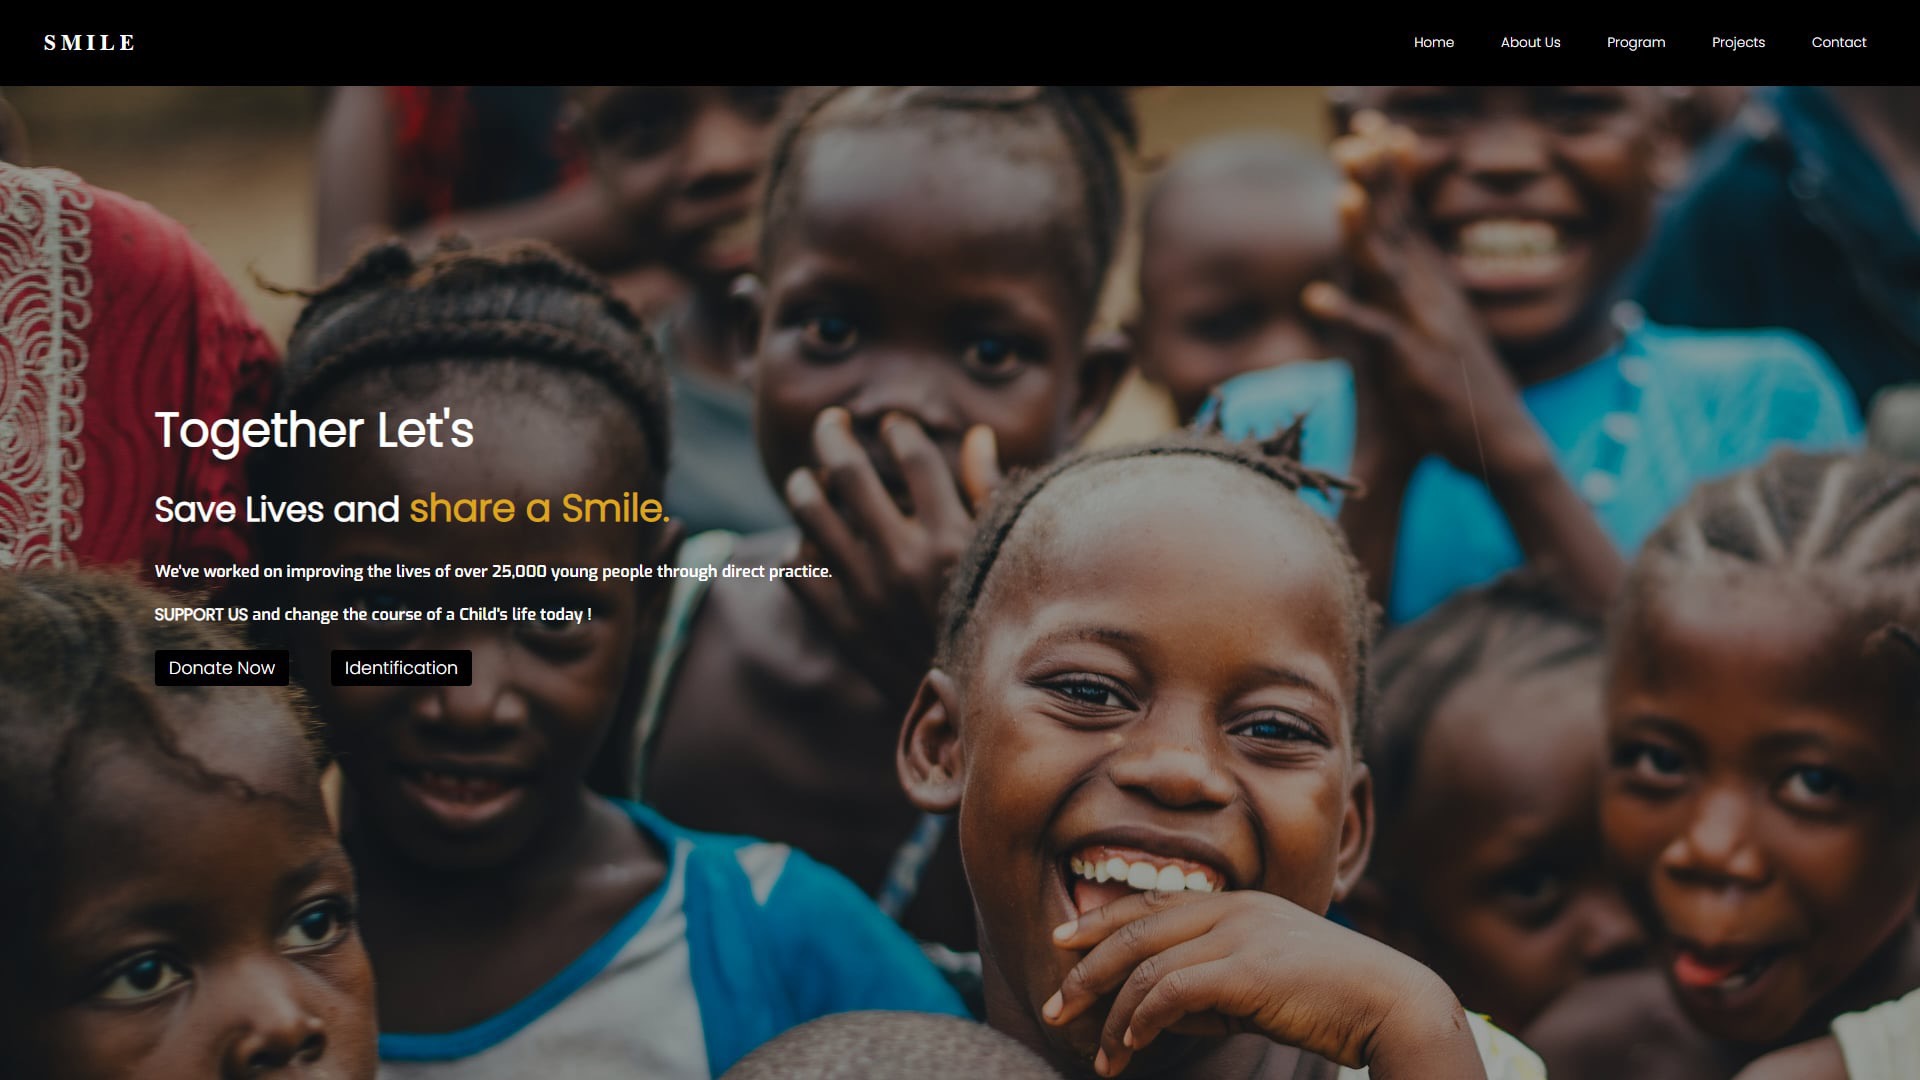 SMILE
Home About Us Program Projects Contact
Together Let's
Save Lives and share a Smile.
We've worked on improving the lives of over 25,000 young people through direct practice.
SUPPORT US and change the course of a Child's life today !
Donate Now Identification